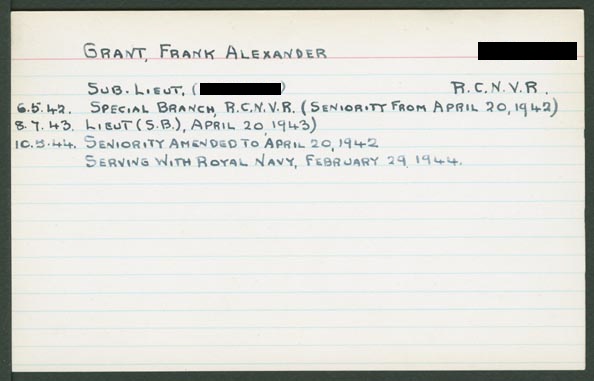 GRANT, FRANK ALEXANDER
SUB. LIEUT. ( ) R.C.N.V.R.
6.5.42. SPECIAL BRANCH, R.C.N.V.R. (SENIORITY FROM APRIL 20, 1942)
8.7.43. LIEUT (S.B.), APRIL 20, 1943)
10.5.44. SENIORITY AMENDED TO APRIL 20, 1942
SERVING WITH ROYAL NAVY, FEBRUARY 29, 1944.